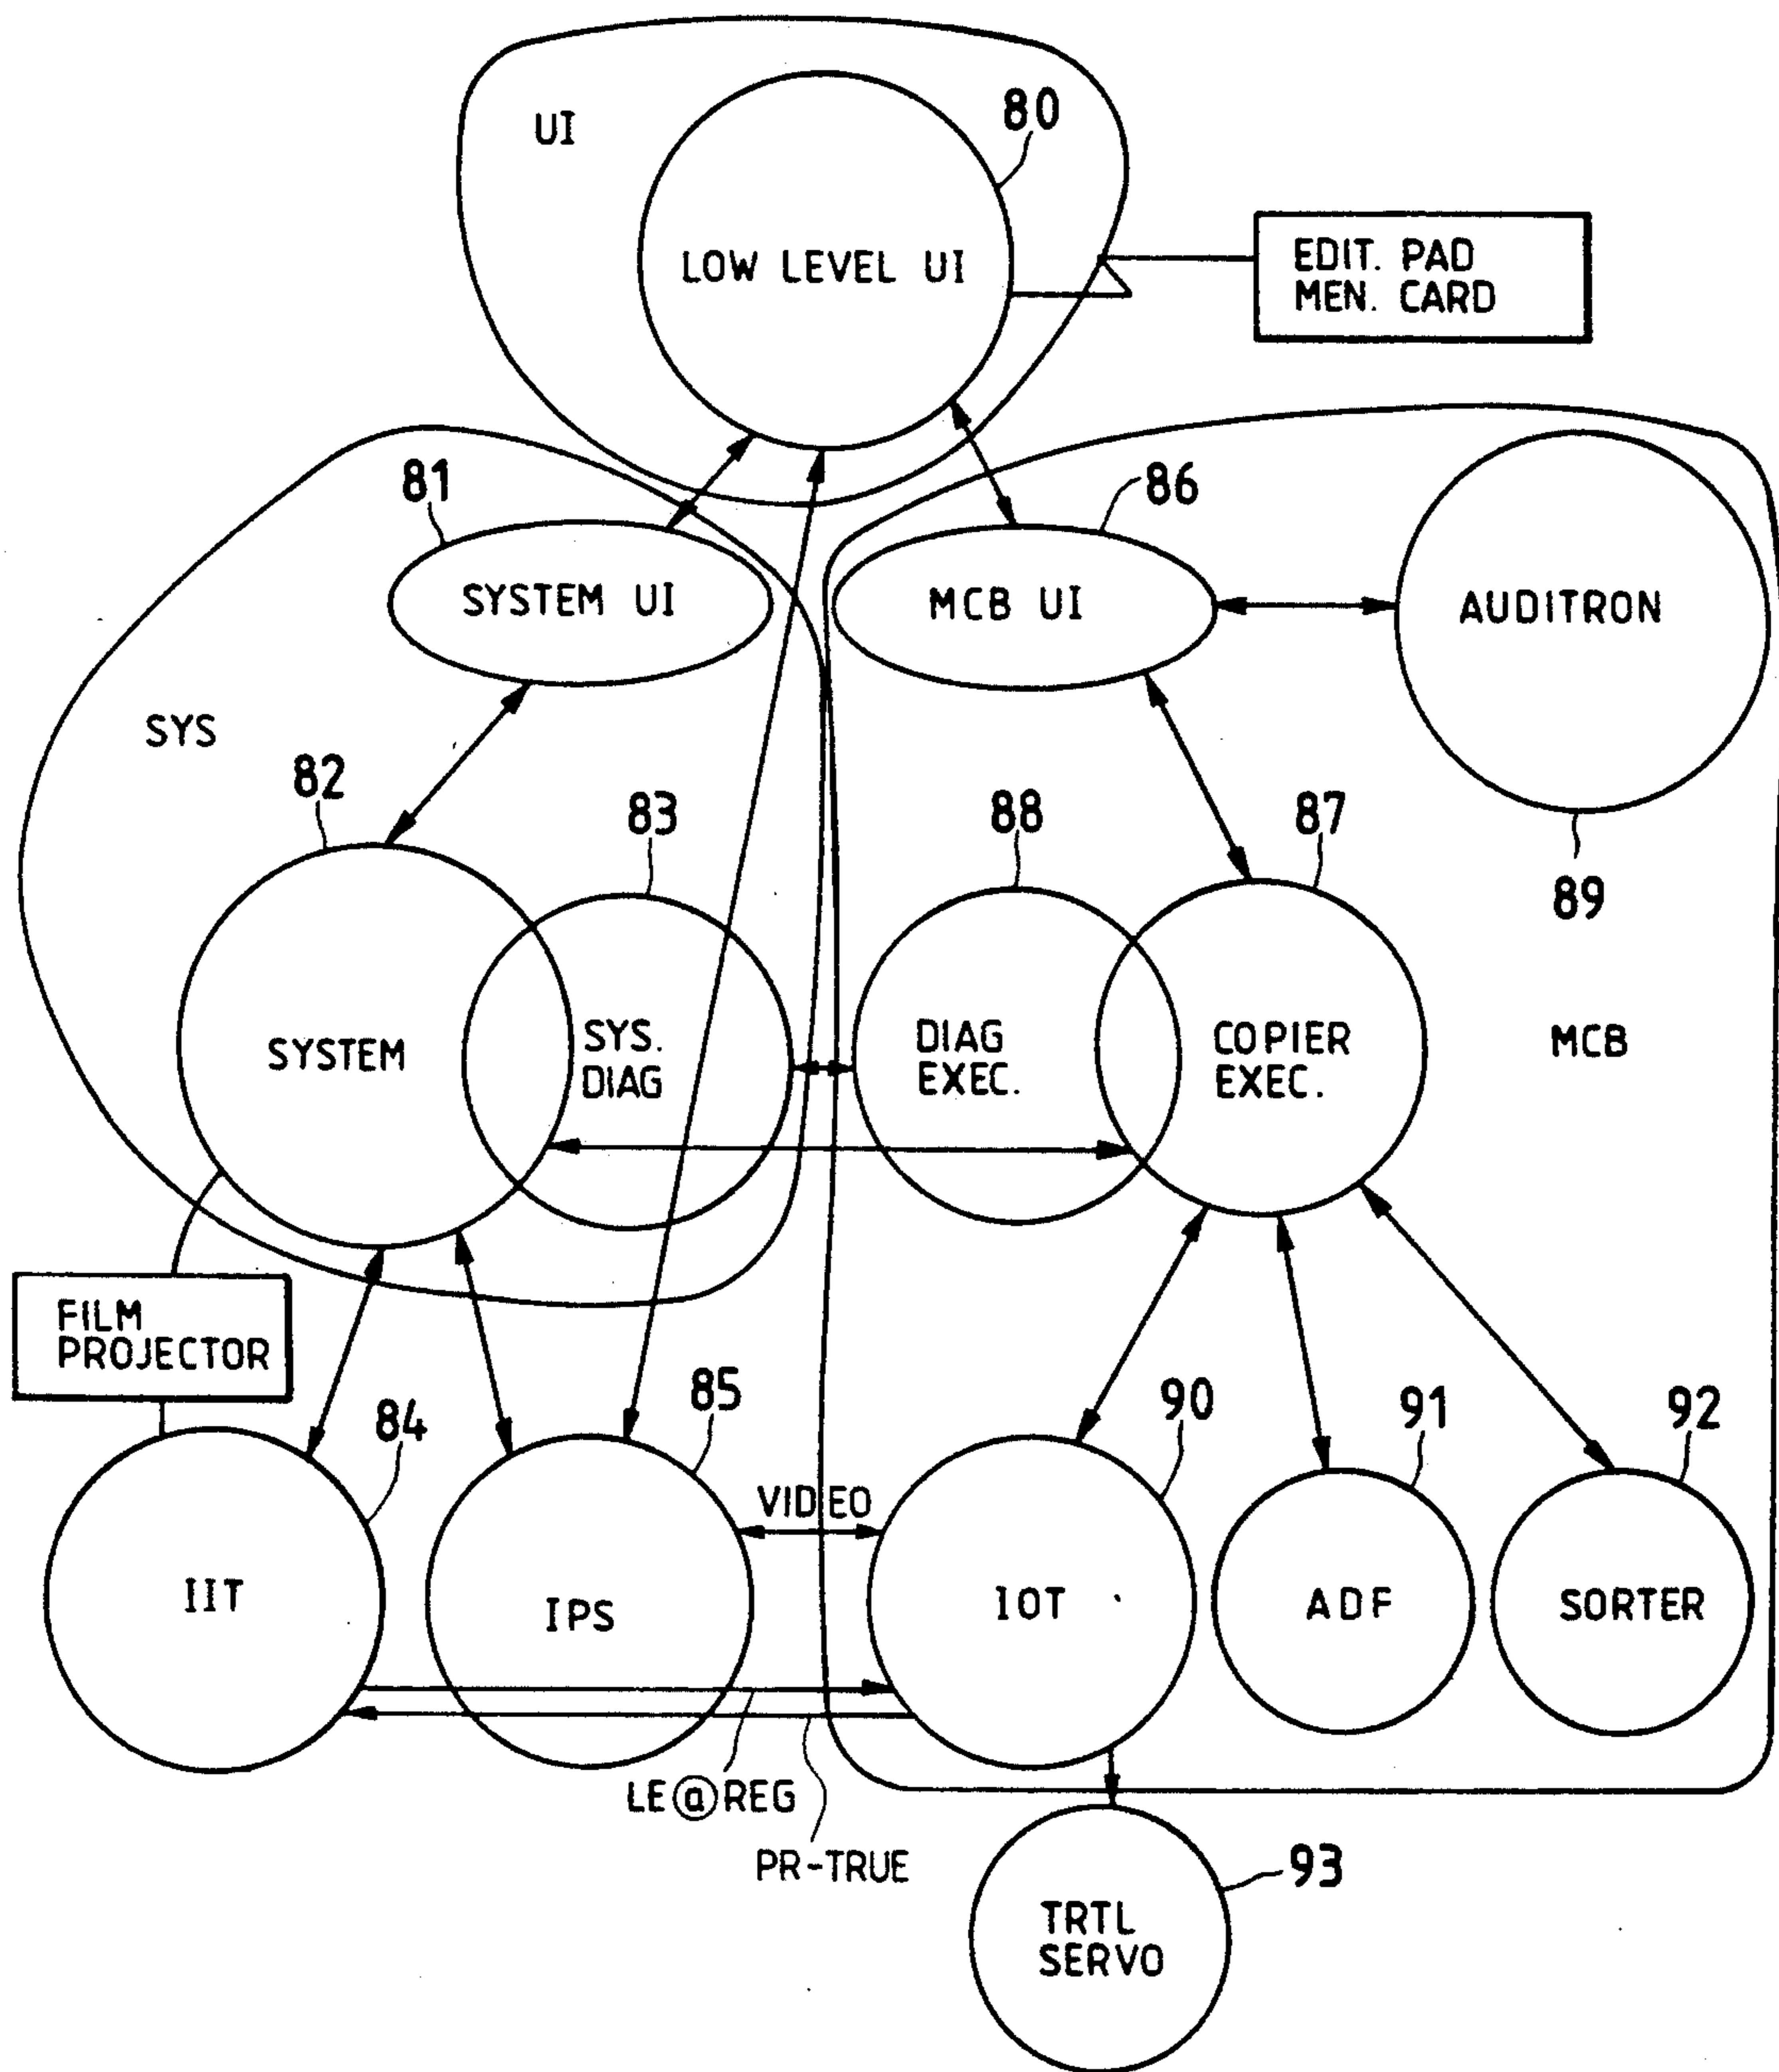 UI
80
LOW LEVEL UI
EDIT. PAD
MEN. CARD
81
86
SYSTEM UI
MCB UI
AUDITRON
SYS
82
83
88
87
89
SYSTEM
SYS.
DIAG
DIAG
EXEC.
COPIER
EXEC.
MCB
FILM
PROJECTOR
84
85
90
91
92
VIDEO
IIT
IPS
IOT
ADF
SORTER
LE@REG
PR-TRUE
93
TRTL
SERVO